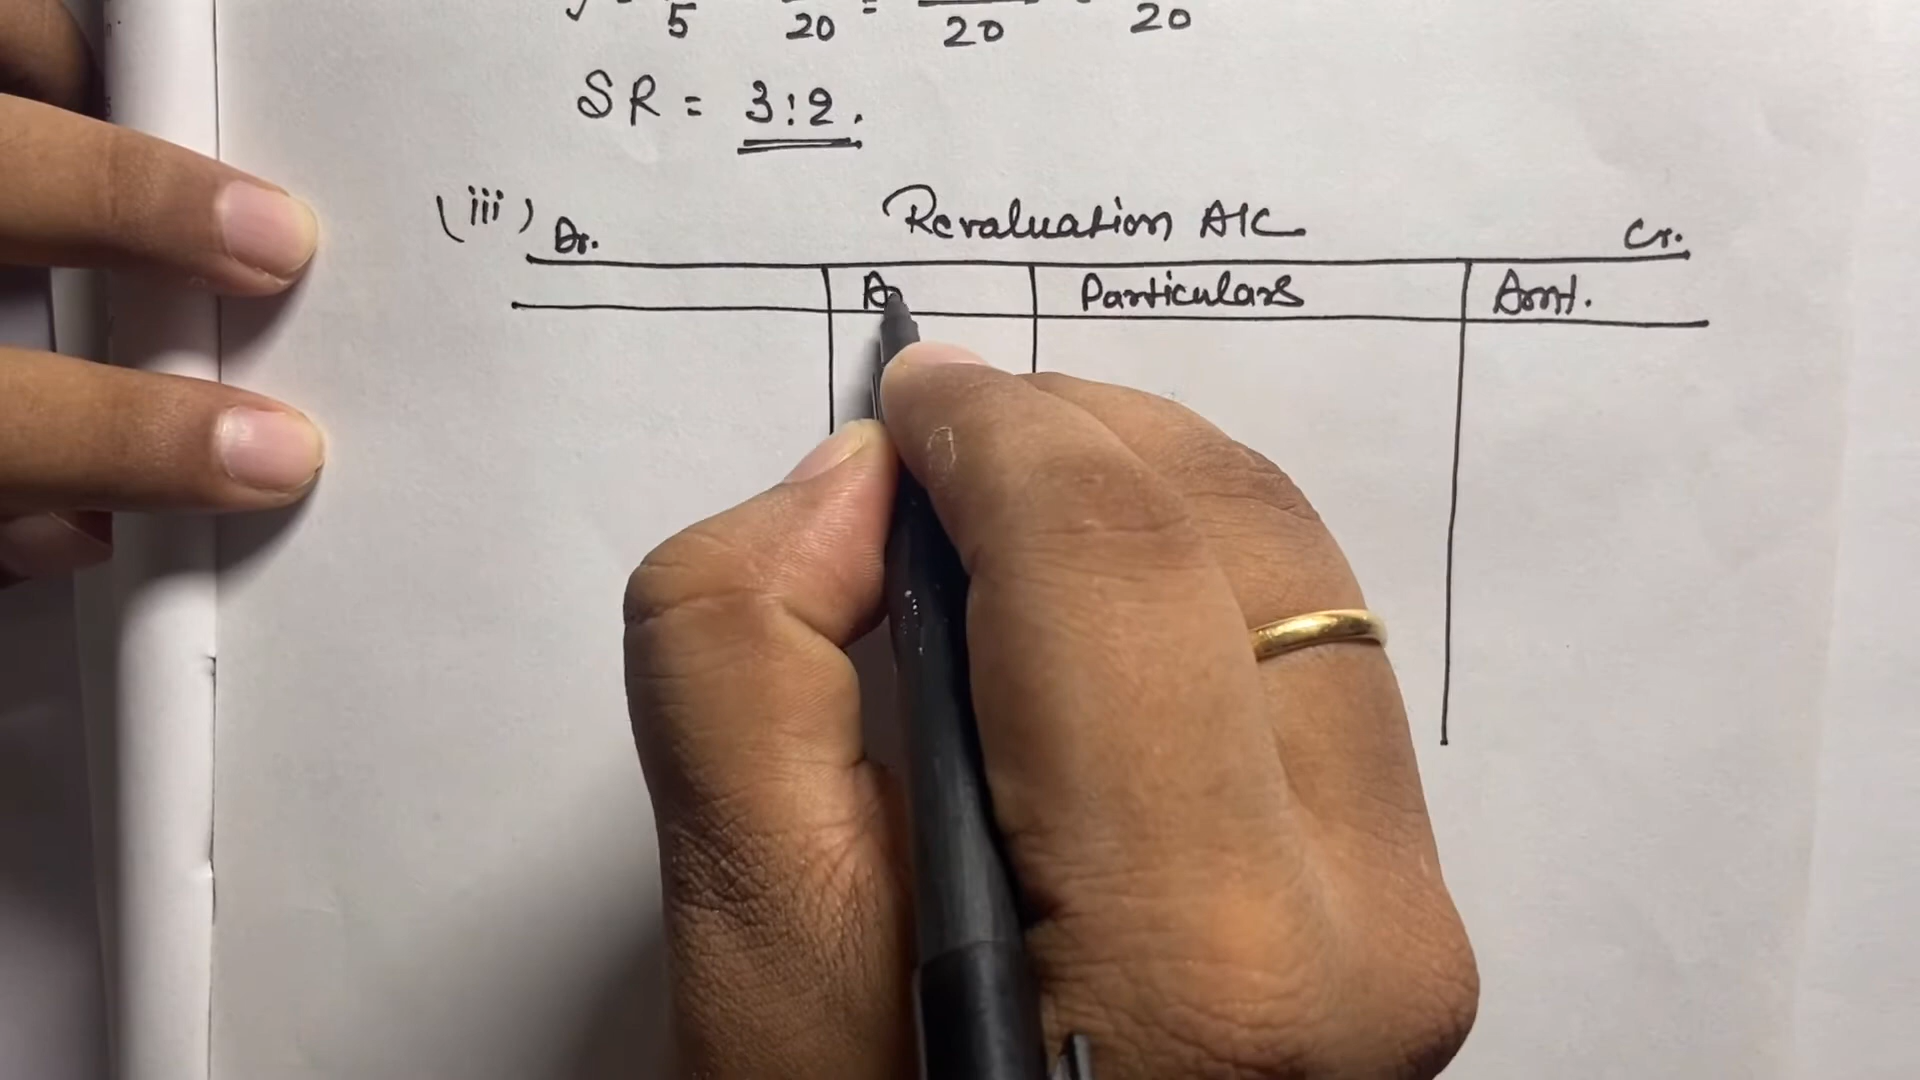 5 20 = 20 20
SR = 3:2.
(iii) Dr. Revaluation A/C Cr.
Particulars Amt.